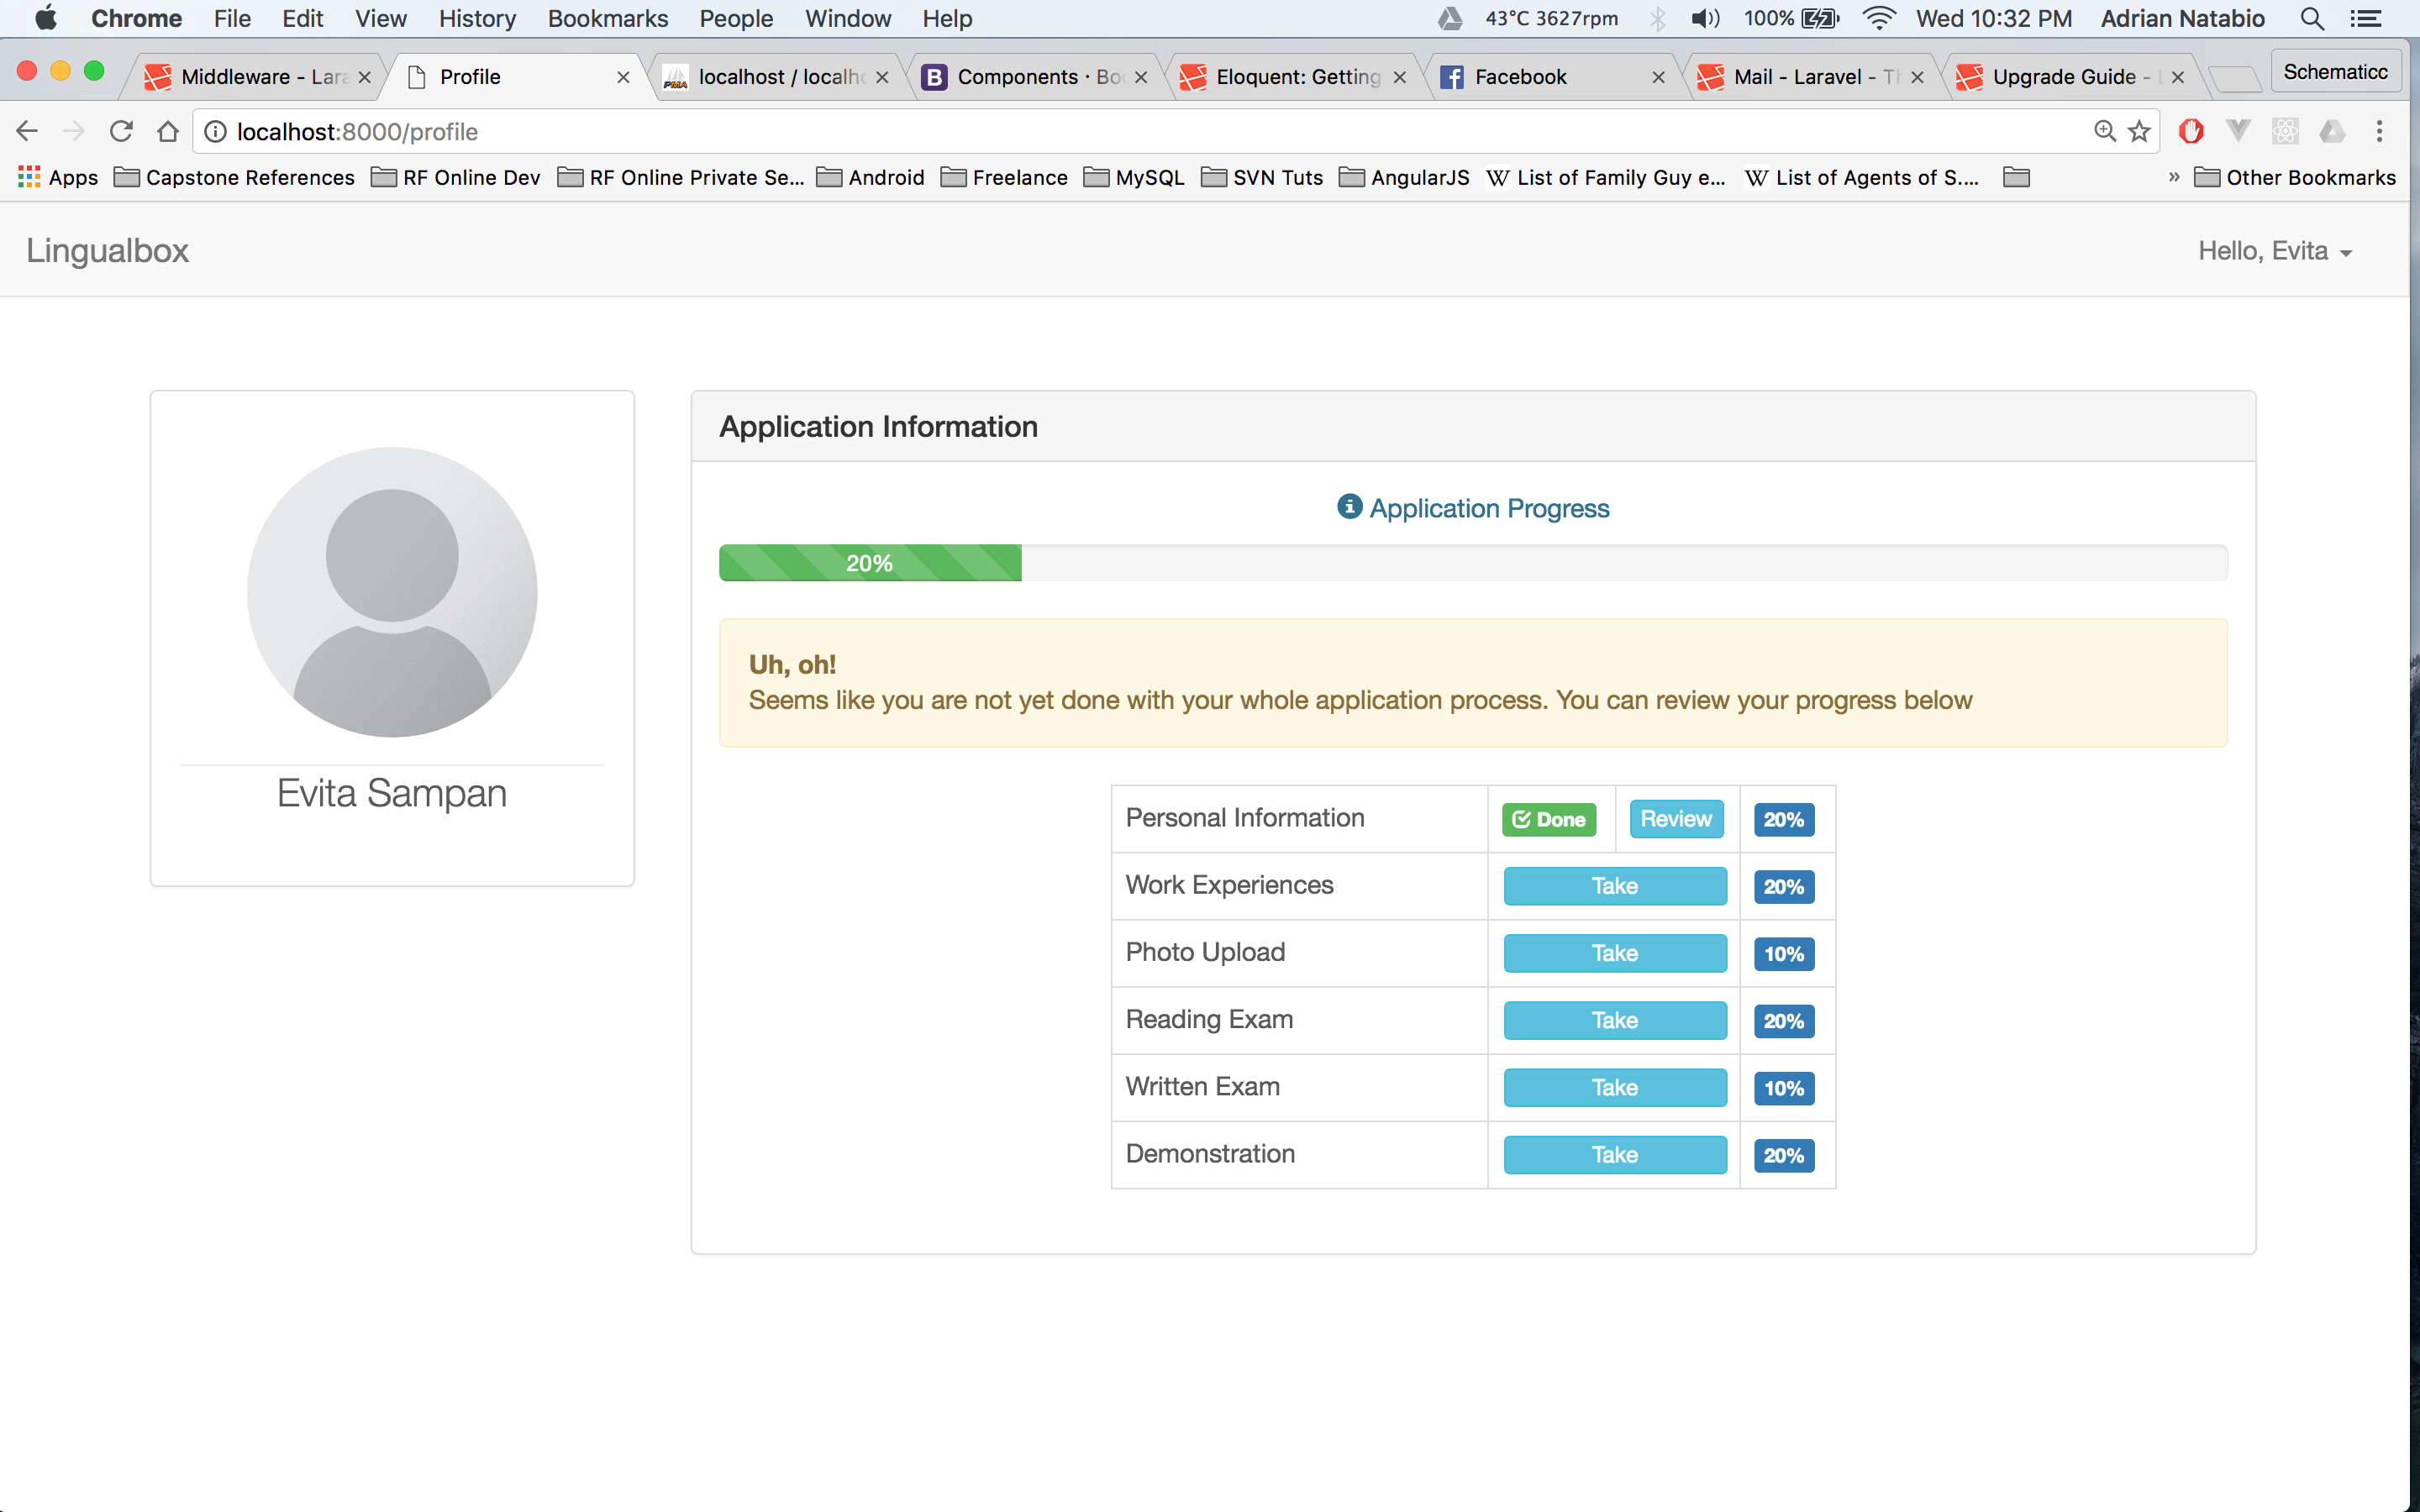 Chrome File Edit View History Bookmarks People Window Help 43°C 3627rpm 100% Wed 10:32 PM Adrian Natabio
Middleware - Lara Profile localhost / localho Components · Boo Eloquent: Getting Facebook Mail - Laravel - Th Upgrade Guide - L Schematicc
localhost:8000/profile
Apps Capstone References RF Online Dev RF Online Private Se... Android Freelance MySQL SVN Tuts AngularJS W List of Family Guy e... W List of Agents of S.... » Other Bookmarks
Lingualbox Hello, Evita
Application Information
Application Progress
20%
Uh, oh!
Seems like you are not yet done with your whole application process. You can review your progress below
Evita Sampan
Personal Information Done Review 20%
Work Experiences Take 20%
Photo Upload Take 10%
Reading Exam Take 20%
Written Exam Take 10%
Demonstration Take 20%